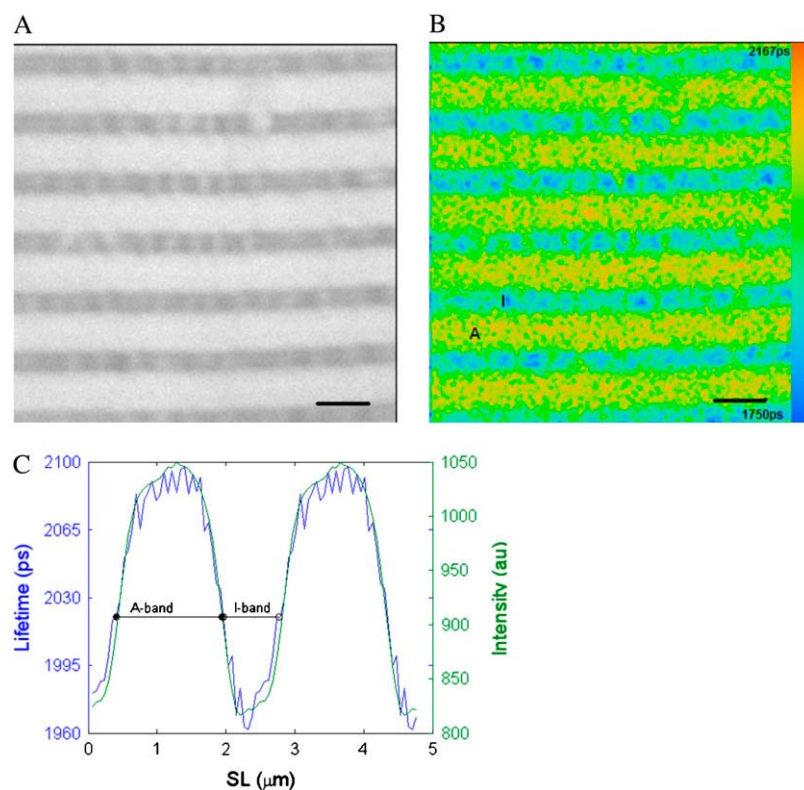 A
B
2167ps
I
A
1750ps
C
2100
2065
2030
1995
1960
Lifetime (ps)
A-band
I-band
1050
1000
950
900
850
800
Intensity (au)
0
1
2
3
4
5
SL (μm)